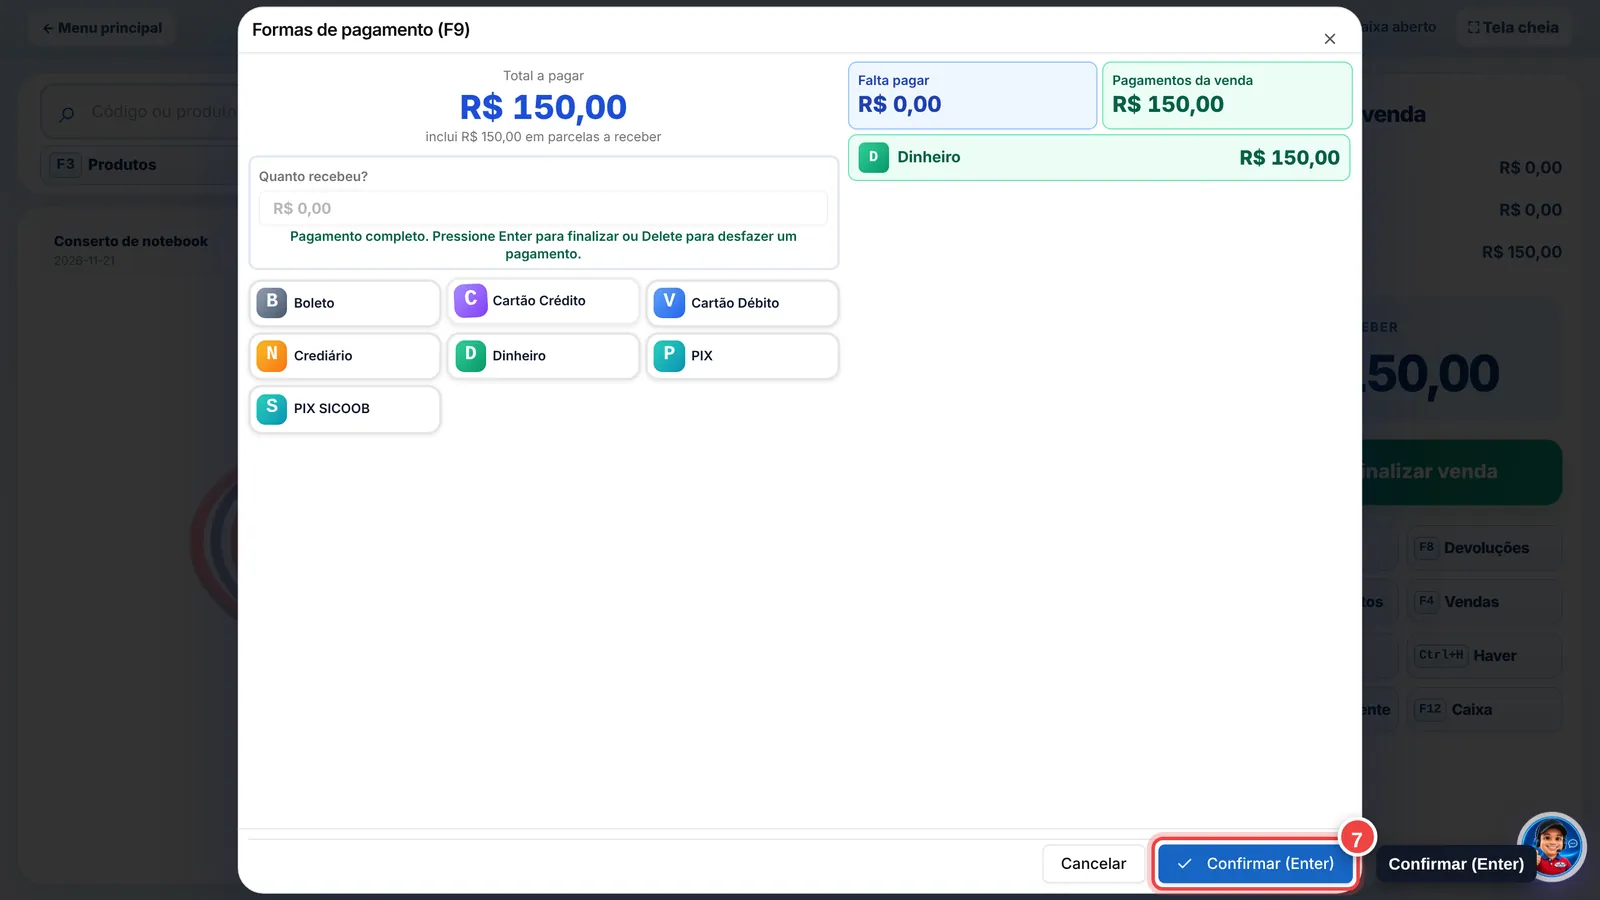 ← Menu principal
aixa aberto
Tela cheia
Formas de pagamento (F9)
Total a pagar
R$ 150,00
inclui R$ 150,00 em parcelas a receber
Falta pagar
R$ 0,00
Pagamentos da venda
R$ 150,00
D Dinheiro R$ 150,00
Código ou produto
F3 Produtos
Quanto recebeu?
R$ 0,00
Pagamento completo. Pressione Enter para finalizar ou Delete para desfazer um
pagamento.
B Boleto
C Cartão Crédito
V Cartão Débito
N Crediário
D Dinheiro
P PIX
S PIX SICOOB
Conserto de notebook
2026-11-21
venda
R$ 0,00
R$ 0,00
R$ 150,00
EBER
150,00
inalizar venda
F8 Devoluções
tos
F4 Vendas
Ctrl+H Haver
ente
F12 Caixa
Cancelar
Confirmar (Enter)
7
Confirmar (Enter)